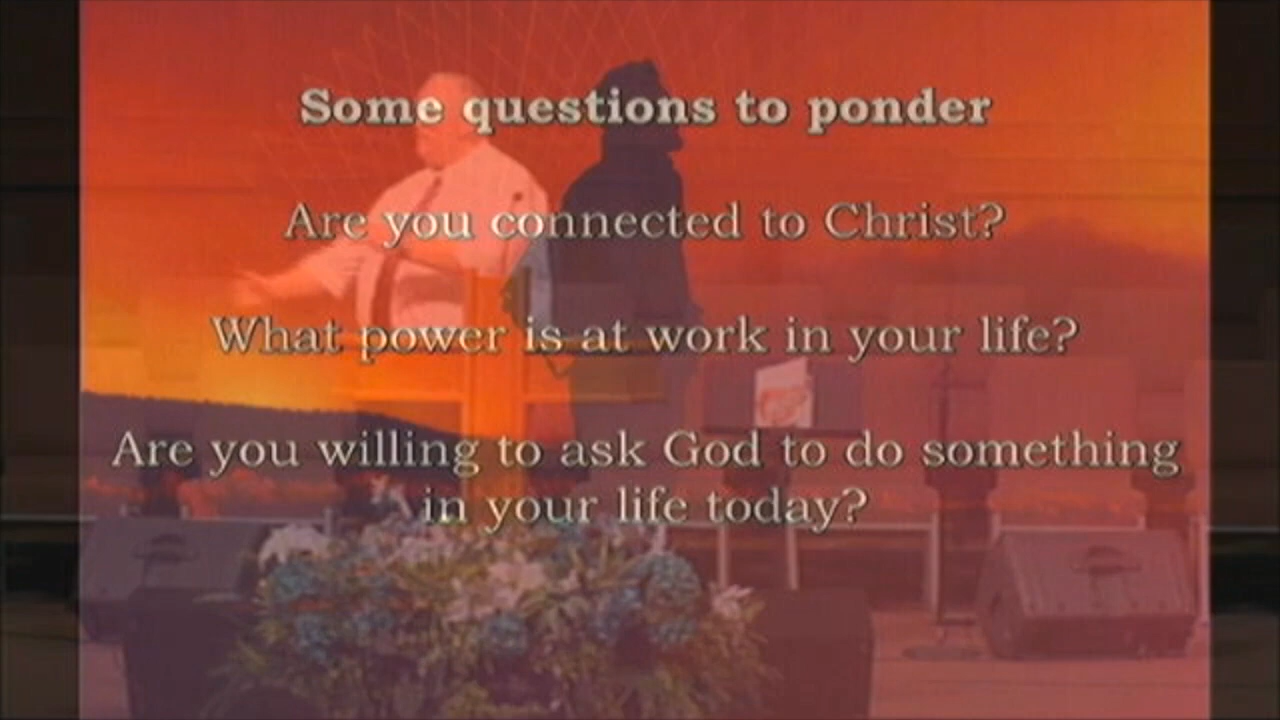 Some questions to ponder
Are you connected to Christ?
What power is at work in your life?
Are you willing to ask God to do something
in your life today?